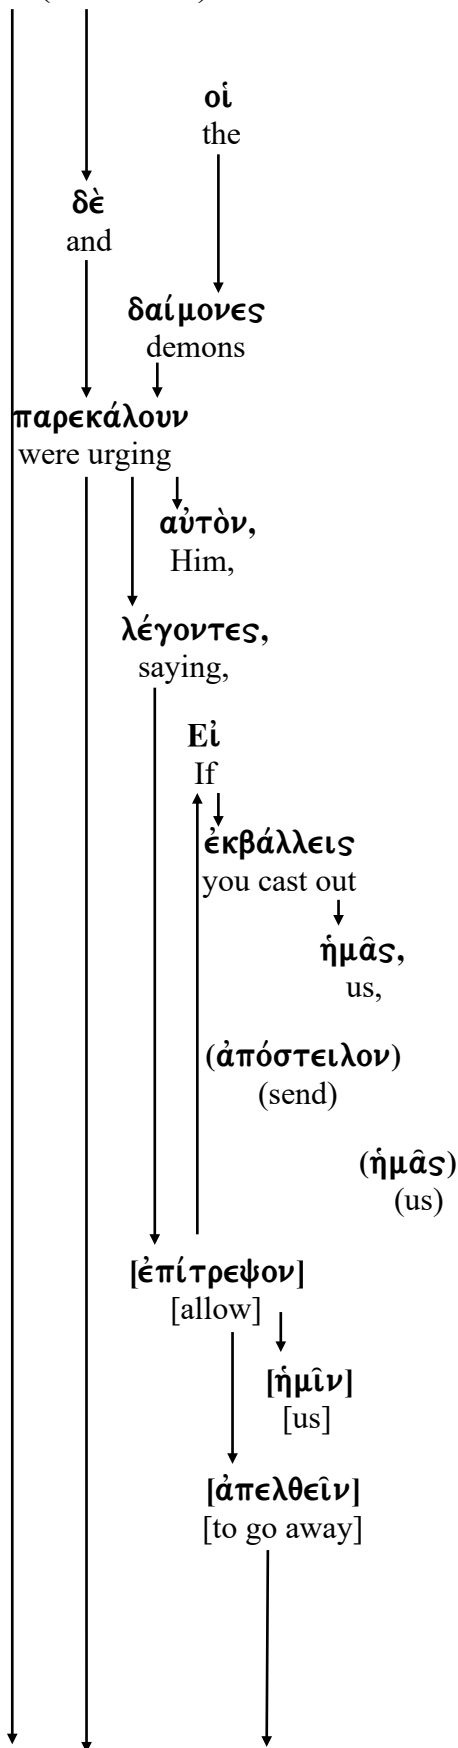 οἱ
the
δὲ
and
δαίμονες
demons
παρεκάλουν
were urging
αὐτὸν,
Him,
λέγοντες,
saying,
Εἰ
If
ἐκβάλλεις
you cast out
ἡμᾶς,
us,
(ἀπόστειλον)
(send)
(ἡμᾶς)
(us)
[ἐπίτρεψον]
[allow]
[ἡμῖν]
[us]
[ἀπελθεῖν]
[to go away]